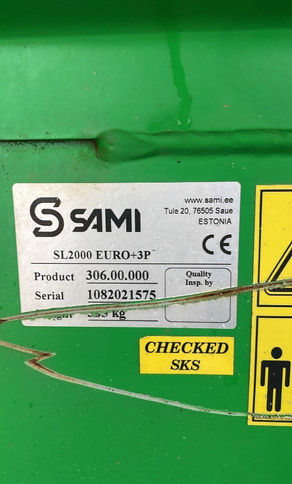 SAMI
www.sami.ee
Tule 20, 76505 Saue
ESTONIA
CE
SL2000 EURO+3P
Product 306.00.000
Serial 1082021575
Quality
Insp. by
kg
CHECKED
SKS